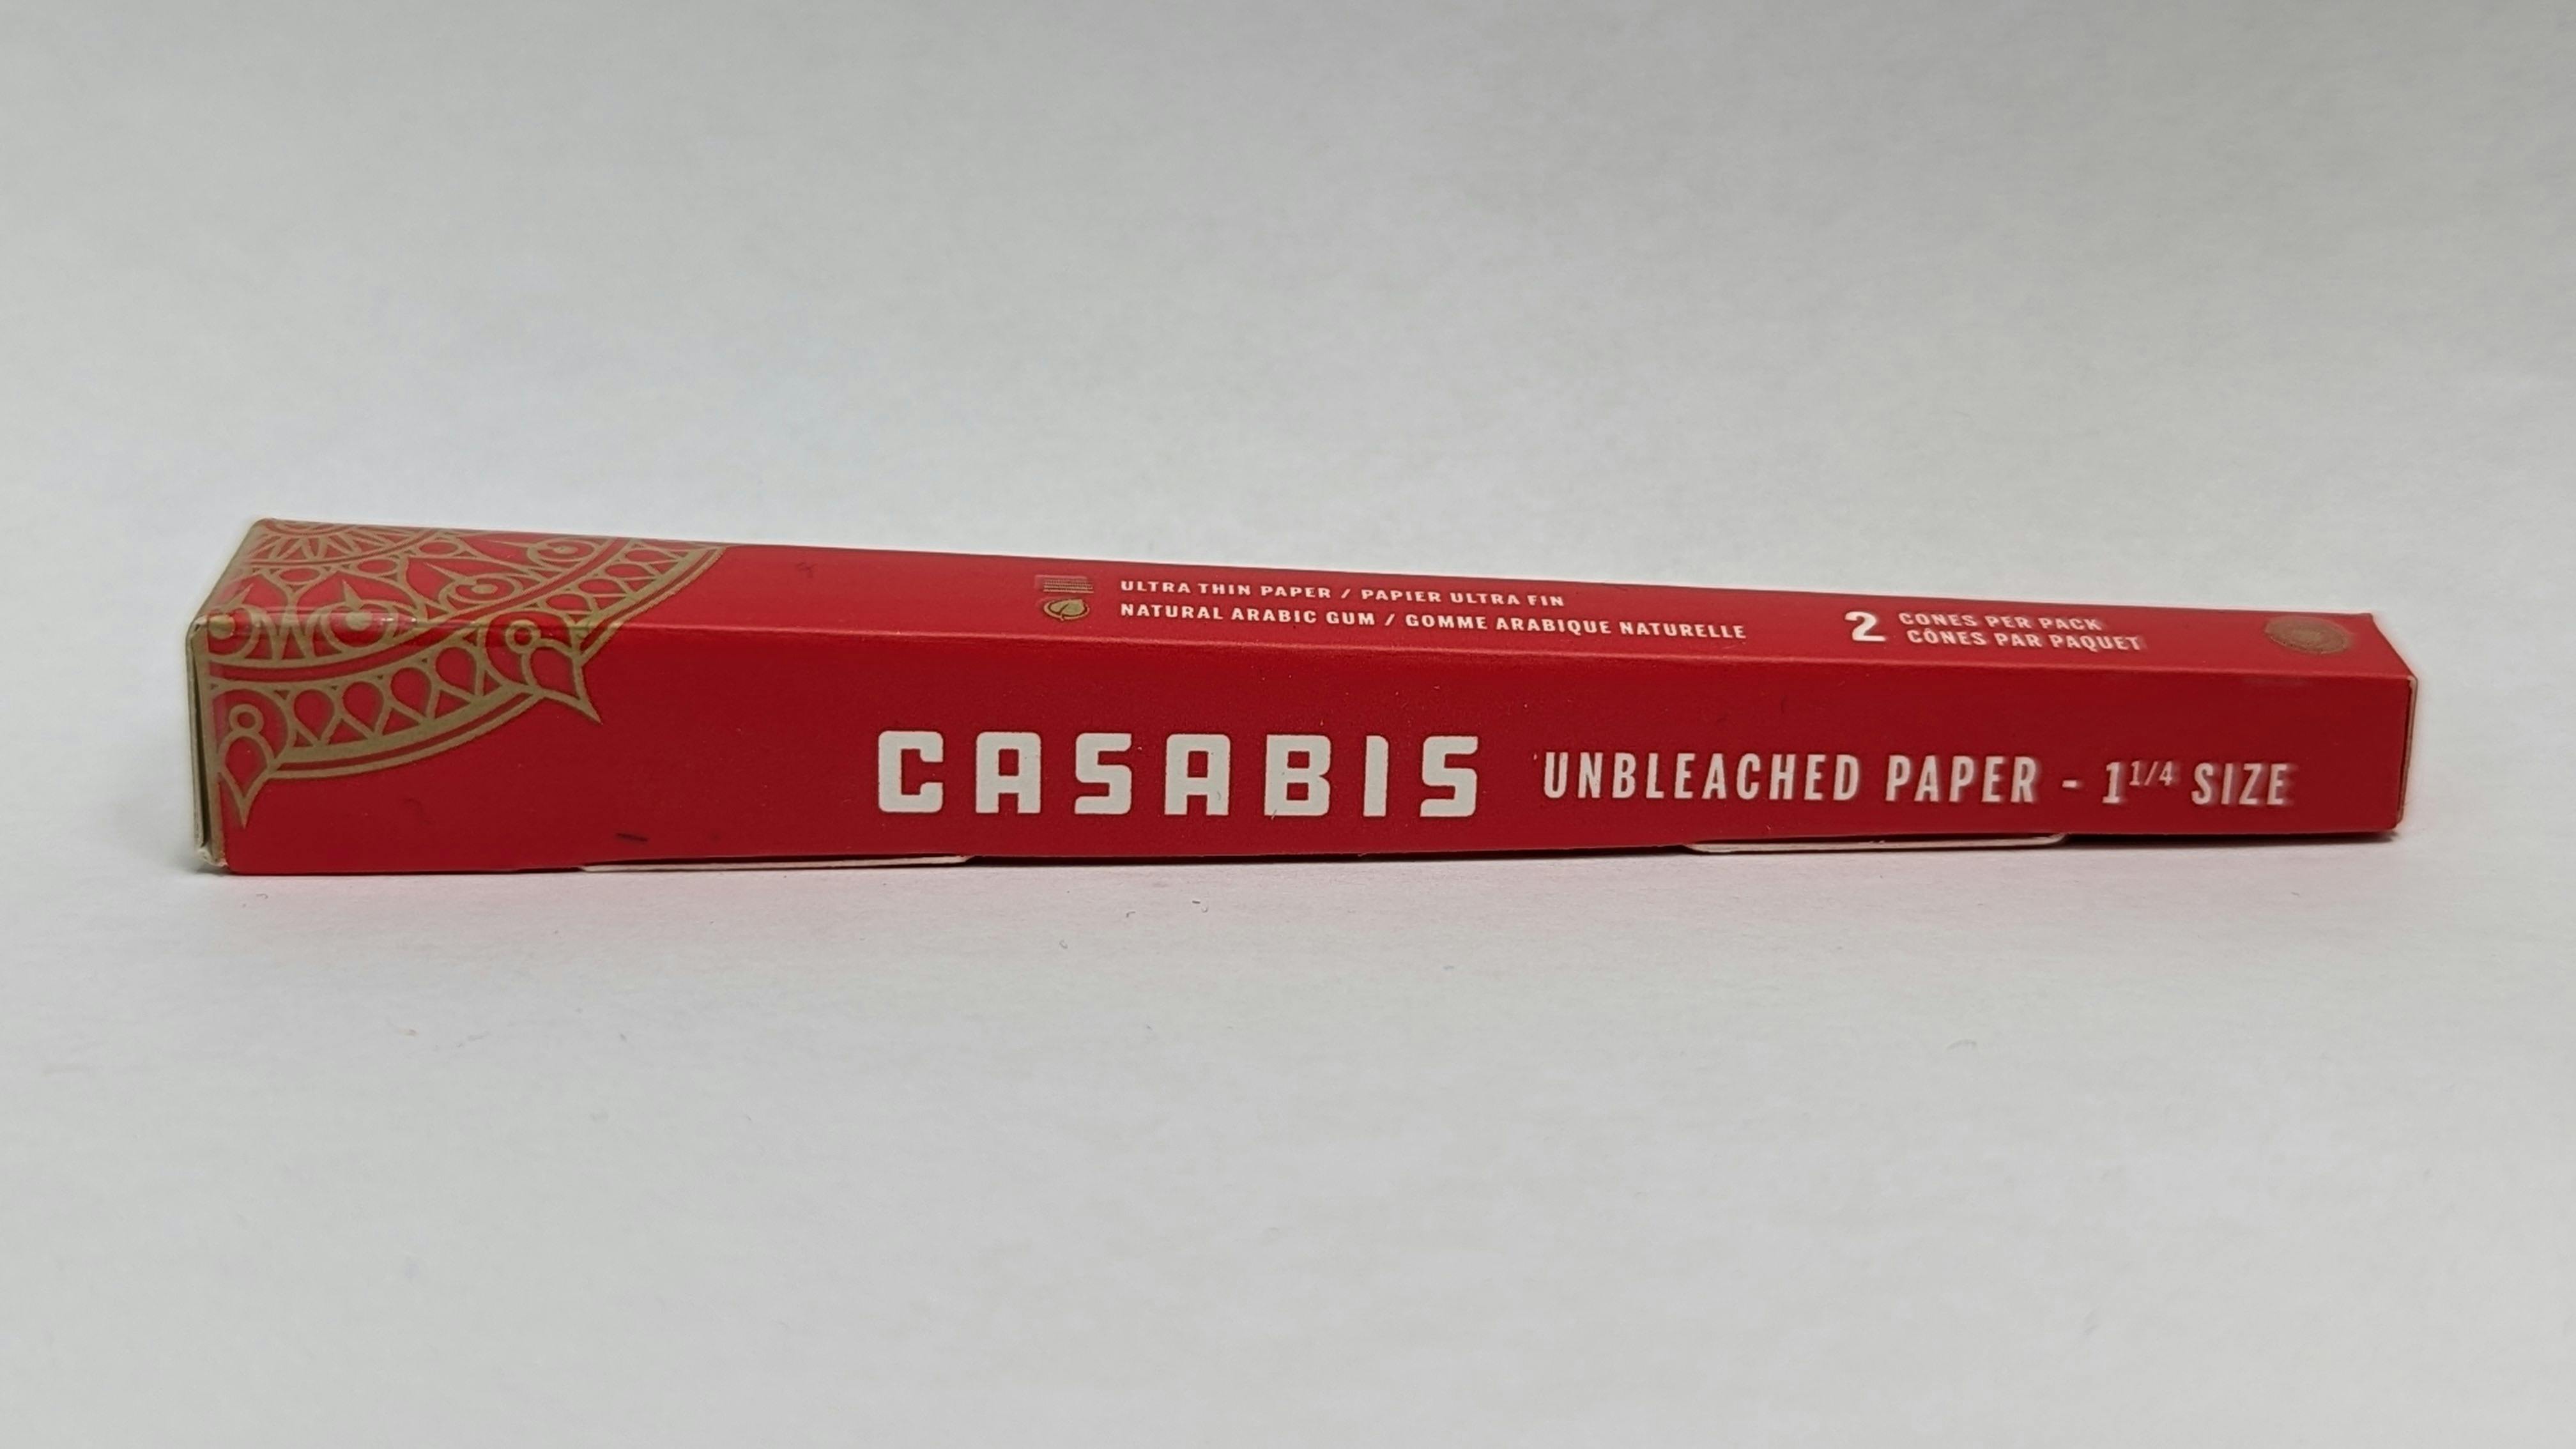 ULTRA THIN PAPER / PAPIER ULTRA FIN
NATURAL ARABIC GUM / GOMME ARABIQUE NATURELLE
2 CONES PER PACK
CÔNES PAR PAQUET
CASABIS UNBLEACHED PAPER - 1 1/4 SIZE